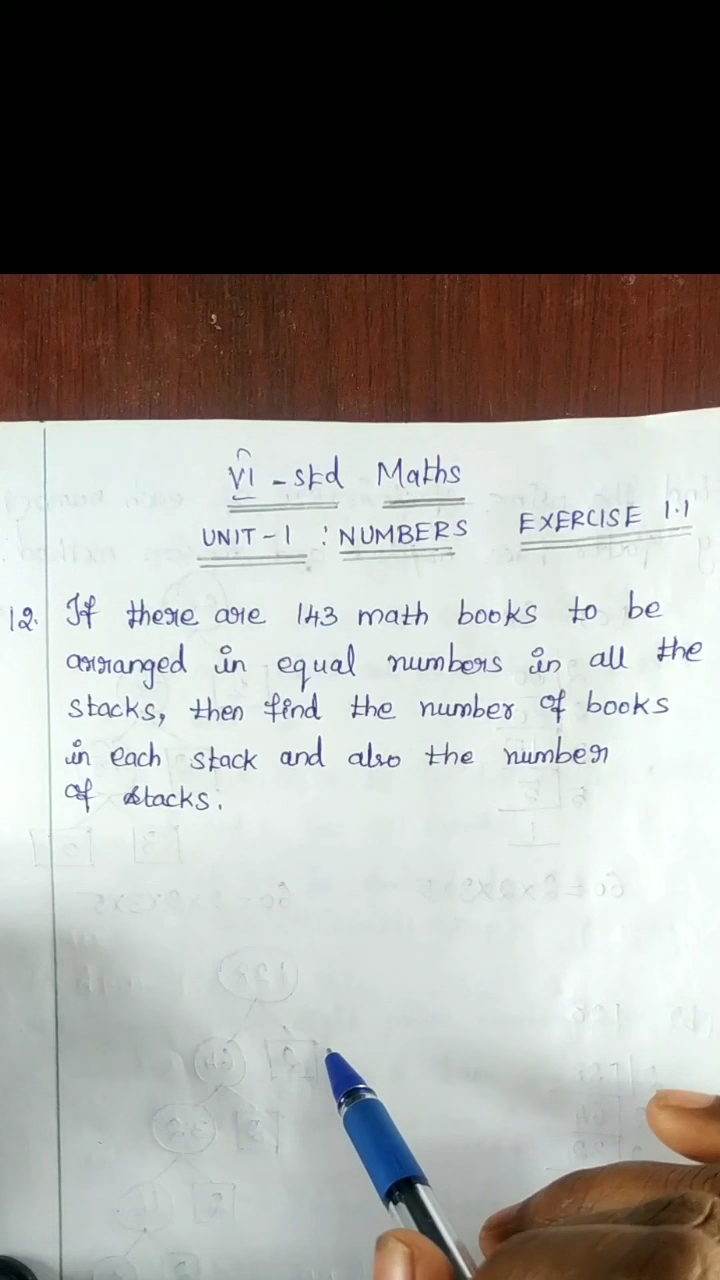 VI - std Maths
UNIT - 1 : NUMBERS EXERCISE 1.1
12. If there are 143 math books to be
arranged in equal numbers in all the
stacks, then find the number of books
in each stack and also the number
of stacks.